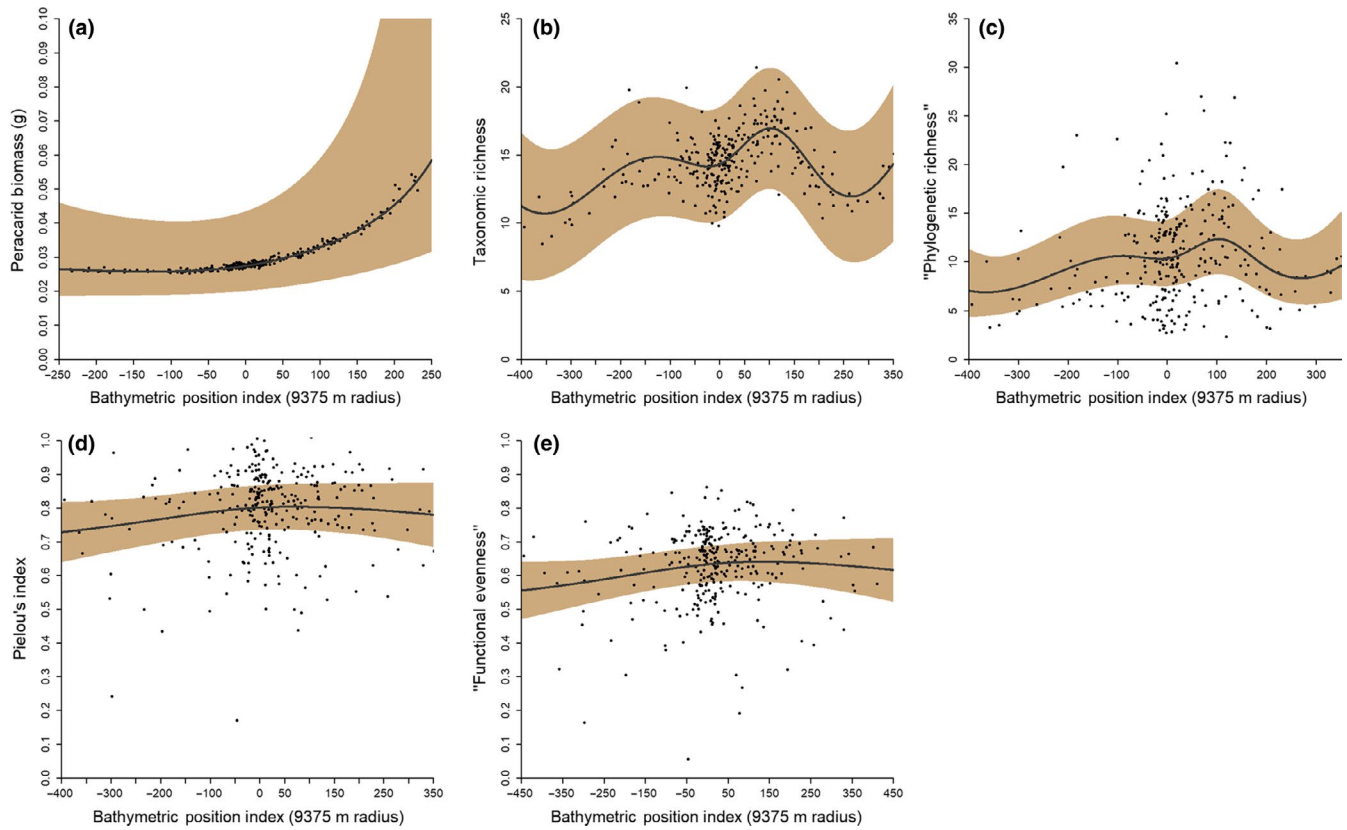 (a)
Peracarid biomass (g)
0.00 0.01 0.02 0.03 0.04 0.05 0.06 0.07 0.08 0.09 0.10
−250 −200 −150 −100 −50 0 50 100 150 200 250
Bathymetric position index (9375 m radius)
(b)
Taxonomic richness
0 5 10 15 20 25
−400 −300 −200 −100 0 50 150 250 350
Bathymetric position index (9375 m radius)
(c)
"Phylogenetic richness"
0 5 10 15 20 25 30 35
−400 −300 −200 −100 0 100 200 300
Bathymetric position index (9375 m radius)
(d)
Pielou's index
0.0 0.1 0.2 0.3 0.4 0.5 0.6 0.7 0.8 0.9 1.0
−400 −300 −200 −100 0 50 150 250 350
Bathymetric position index (9375 m radius)
(e)
"Functional evenness"
0.0 0.1 0.2 0.3 0.4 0.5 0.6 0.7 0.8 0.9 1.0
−450 −350 −250 −150 −50 50 150 250 350 450
Bathymetric position index (9375 m radius)